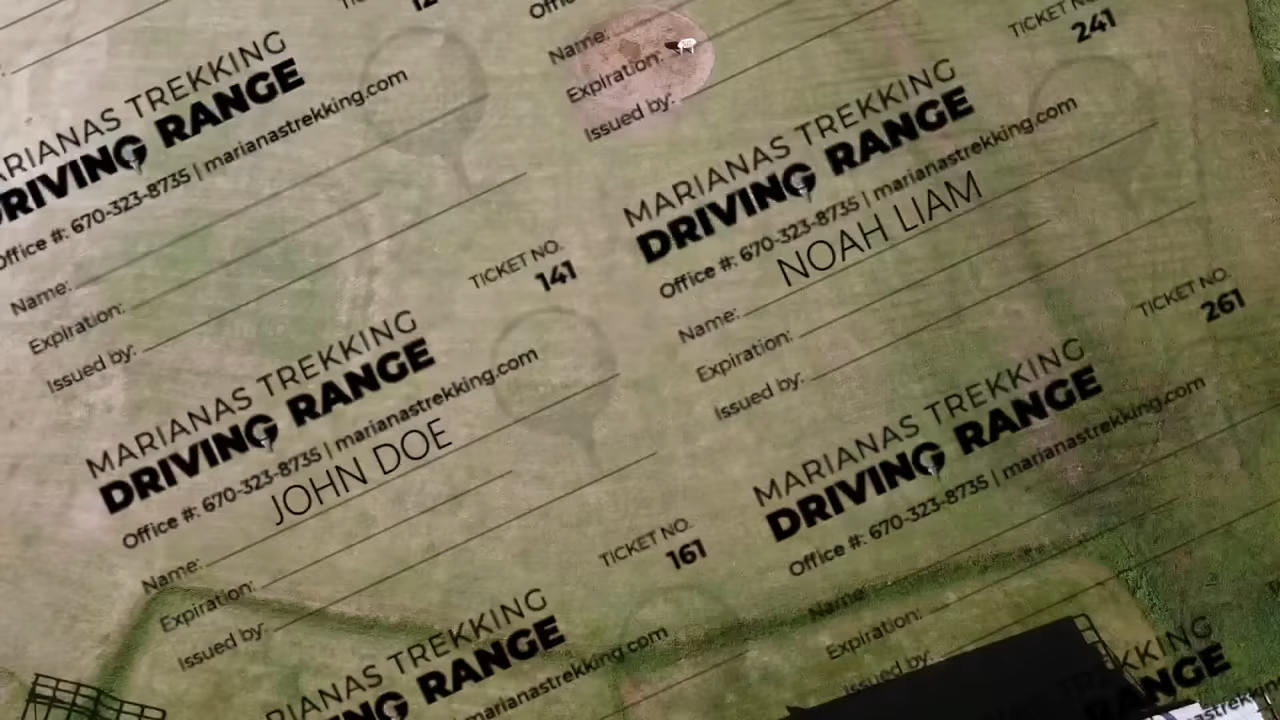 Name:
Expiration:
Issued by:
ARIANAS TREKKING
DRIVING RANGE
Office #: 670-323-8735 | marianastrekking.com
Name:
Expiration:
Issued by:
TICKET NO.
241
MARIANAS TREKKING
DRIVING RANGE
Office #: 670-323-8735 | marianastrekking.com
NOAH LIAM
Name:
Expiration:
Issued by:
TICKET NO.
141
MARIANAS TREKKING
DRIVING RANGE
Office #: 670-323-8735 | marianastrekking.com
JOHN DOE
Name:
Expiration:
Issued by:
TICKET NO.
261
MARIANAS TREKKING
DRIVING RANGE
Office #: 670-323-8735 | marianastrekking.com
Name:
Expiration:
Issued by:
TICKET NO.
161
RIANAS TREKKING
ING RANGE
marianastrekking.com
KKING
RANGE